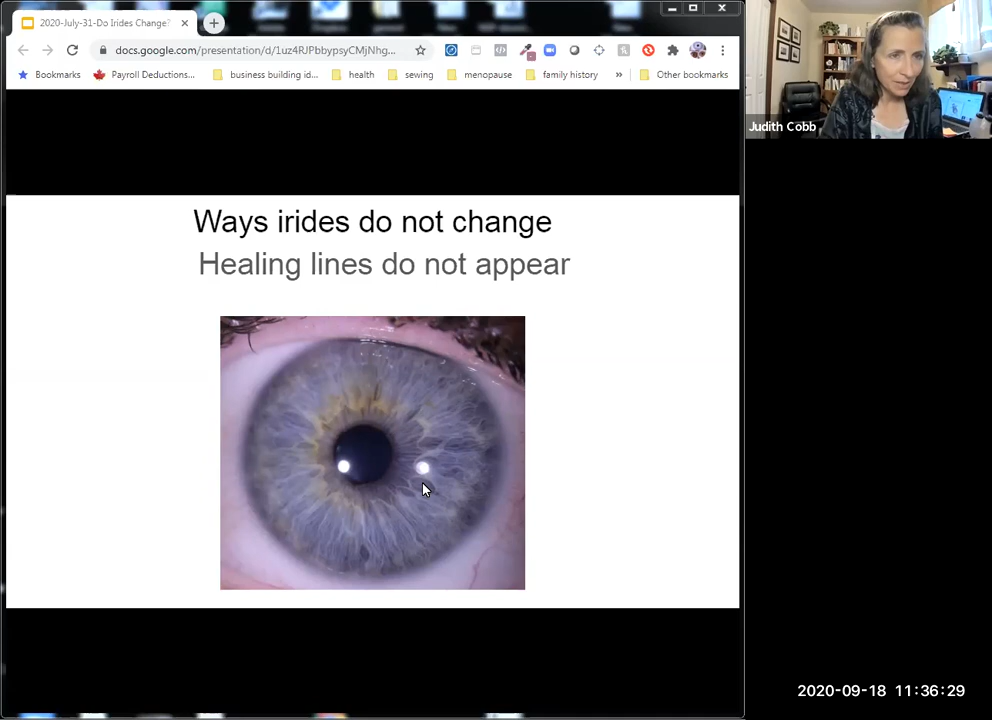 2020-July-31-Do Irides Change?
docs.google.com/presentation/d/1uz4RJPbbypsyCMjNhg...
Bookmarks
Payroll Deductions...
business building id...
health
sewing
menopause
family history
»
Other bookmarks
Judith Cobb
Ways irides do not change
Healing lines do not appear
2020-09-18 11:36:29